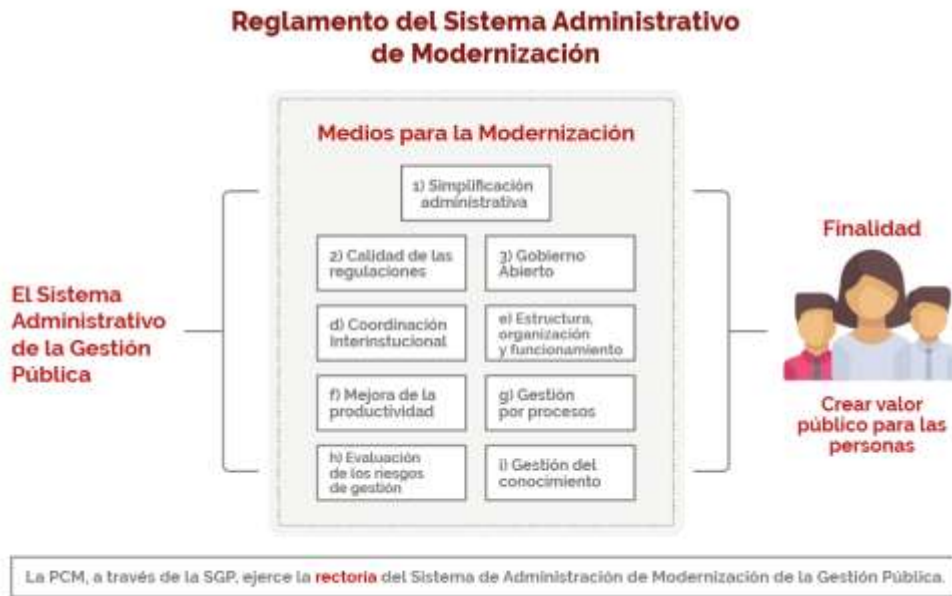 Reglamento del Sistema Administrativo
de Modernización
Medios para la Modernización
1) Simplificación
administrativa
2) Calidad de las
regulaciones
3) Gobierno
Abierto
d) Coordinación
interinstucional
e) Estructura,
organización
y funcionamiento
f) Mejora de la
productividad
g) Gestión
por procesos
h) Evaluación
de los riesgos
de gestión
i) Gestión del
conocimiento
El Sistema
Administrativo
de la Gestión
Pública
Finalidad
Crear valor
público para las
personas
La PCM, a través de la SGP, ejerce la rectoria del Sistema de Administración de Modernización de la Gestión Pública.